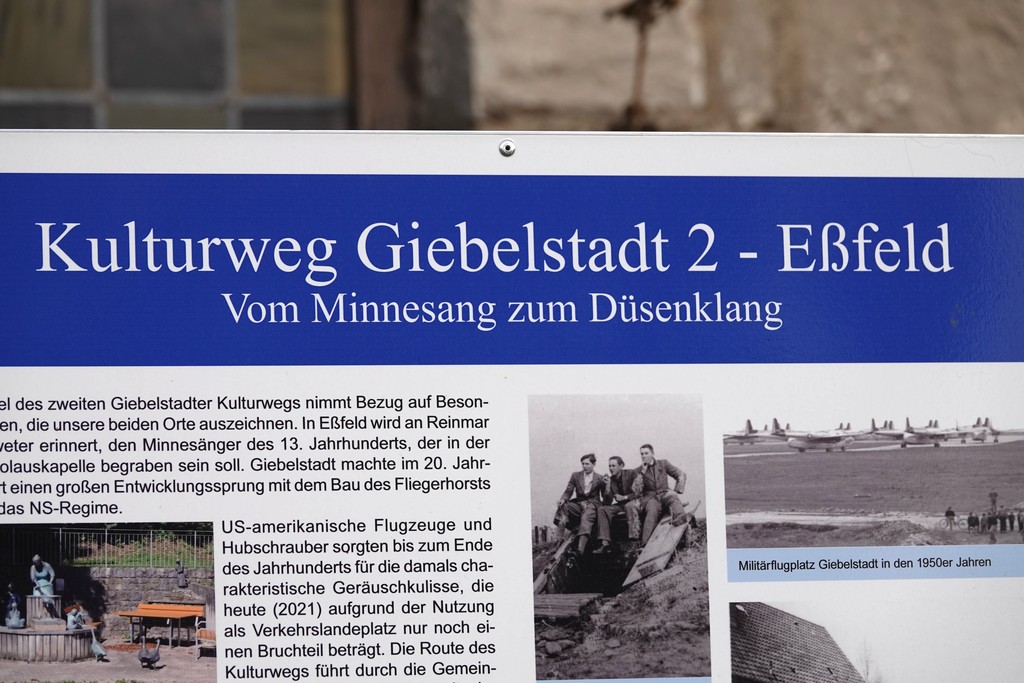 Kulturweg Giebelstadt 2 - Eßfeld
Vom Minnesang zum Düsenklang
el des zweiten Giebelstadter Kulturwegs nimmt Bezug auf Beson-
en, die unsere beiden Orte auszeichnen. In Eßfeld wird an Reinmar
weter erinnert, den Minnesänger des 13. Jahrhunderts, der in der
olauskapelle begraben sein soll. Giebelstadt machte im 20. Jahr-
t einen großen Entwicklungssprung mit dem Bau des Fliegerhorsts
das NS-Regime.
US-amerikanische Flugzeuge und
Hubschrauber sorgten bis zum Ende
des Jahrhunderts für die damals cha-
rakteristische Geräuschkulisse, die
heute (2021) aufgrund der Nutzung
als Verkehrslandeplatz nur noch ei-
nen Bruchteil beträgt. Die Route des
Kulturwegs führt durch die Gemein-
Militärflugplatz Giebelstadt in den 1950er Jahren